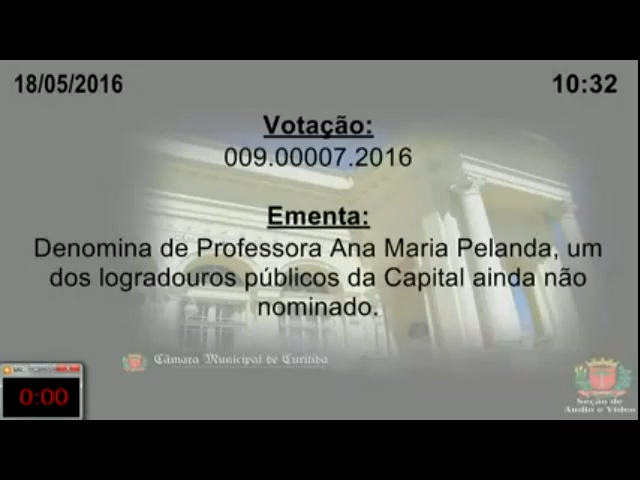 18/05/2016
10:32
Votação:
009.00007.2016
Ementa:
Denomina de Professora Ana Maria Pelanda, um
dos logradouros públicos da Capital ainda não
nominado.
Câmara Municipal de Curitiba
0:00
Seção de
Áudio e Vídeo